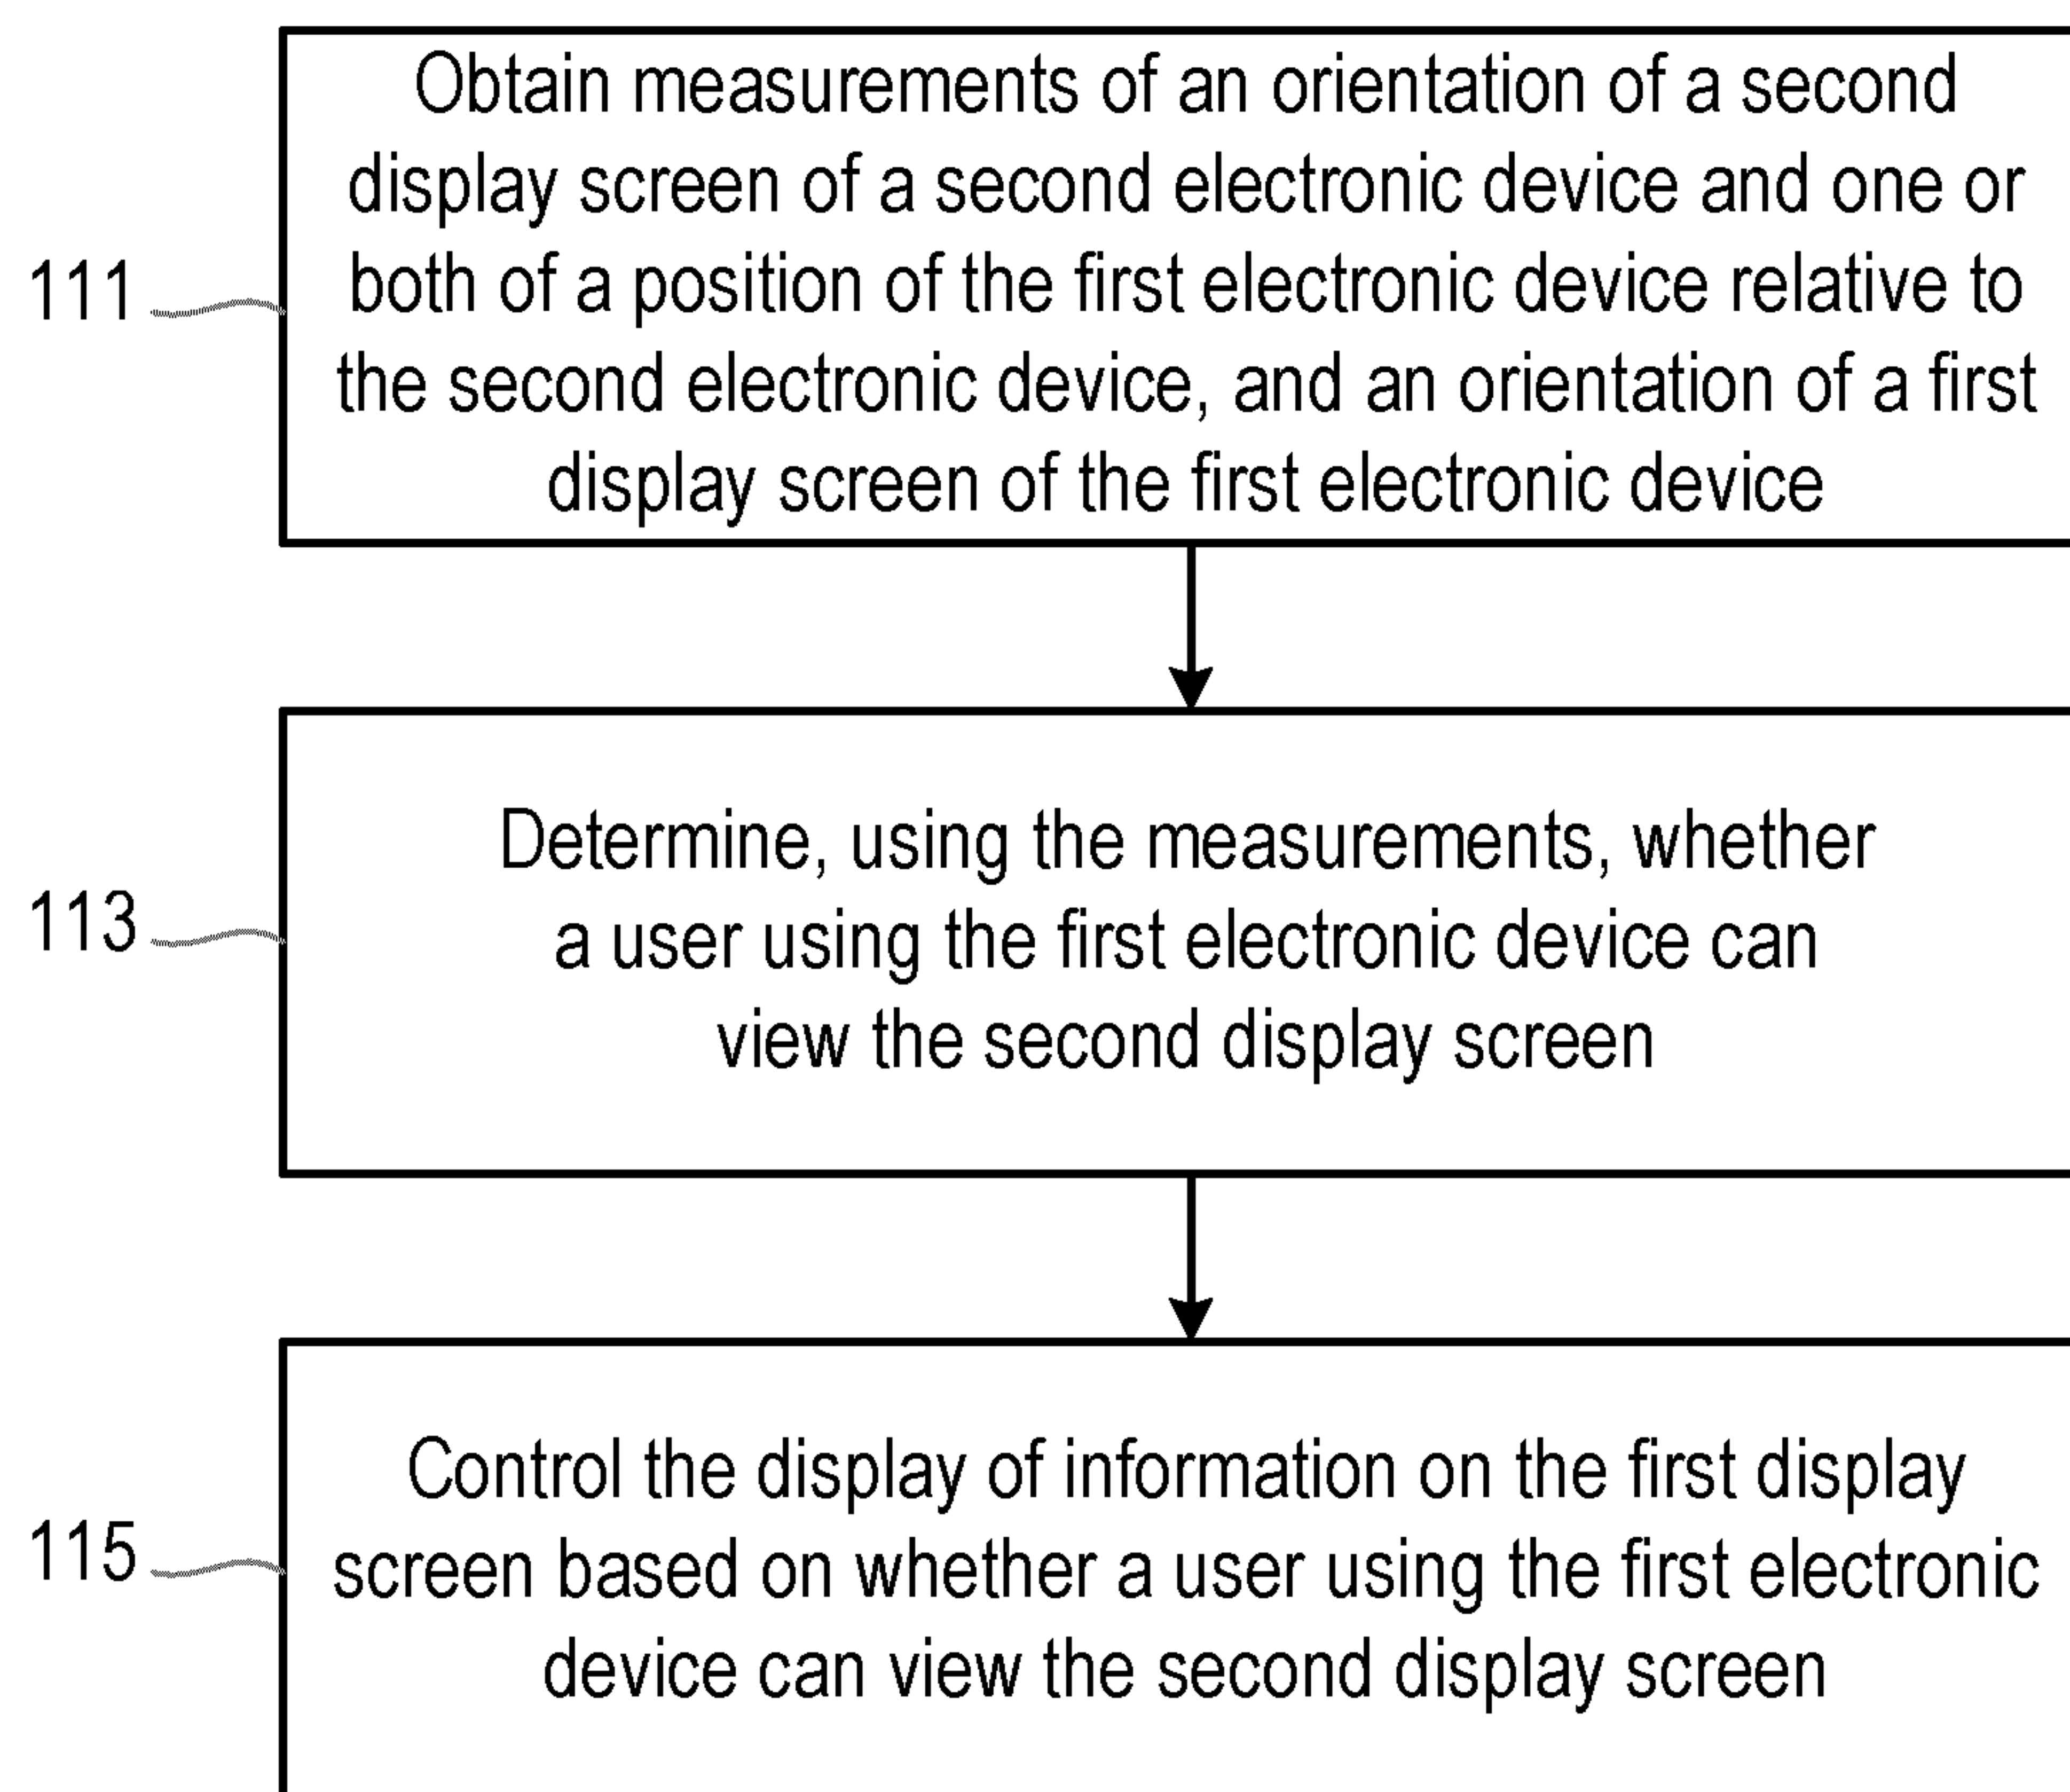 Obtain measurements of an orientation of a second
display screen of a second electronic device and one or
both of a position of the first electronic device relative to
the second electronic device, and an orientation of a first
display screen of the first electronic device
111
Determine, using the measurements, whether
a user using the first electronic device can
view the second display screen
113
Control the display of information on the first display
screen based on whether a user using the first electronic
device can view the second display screen
115